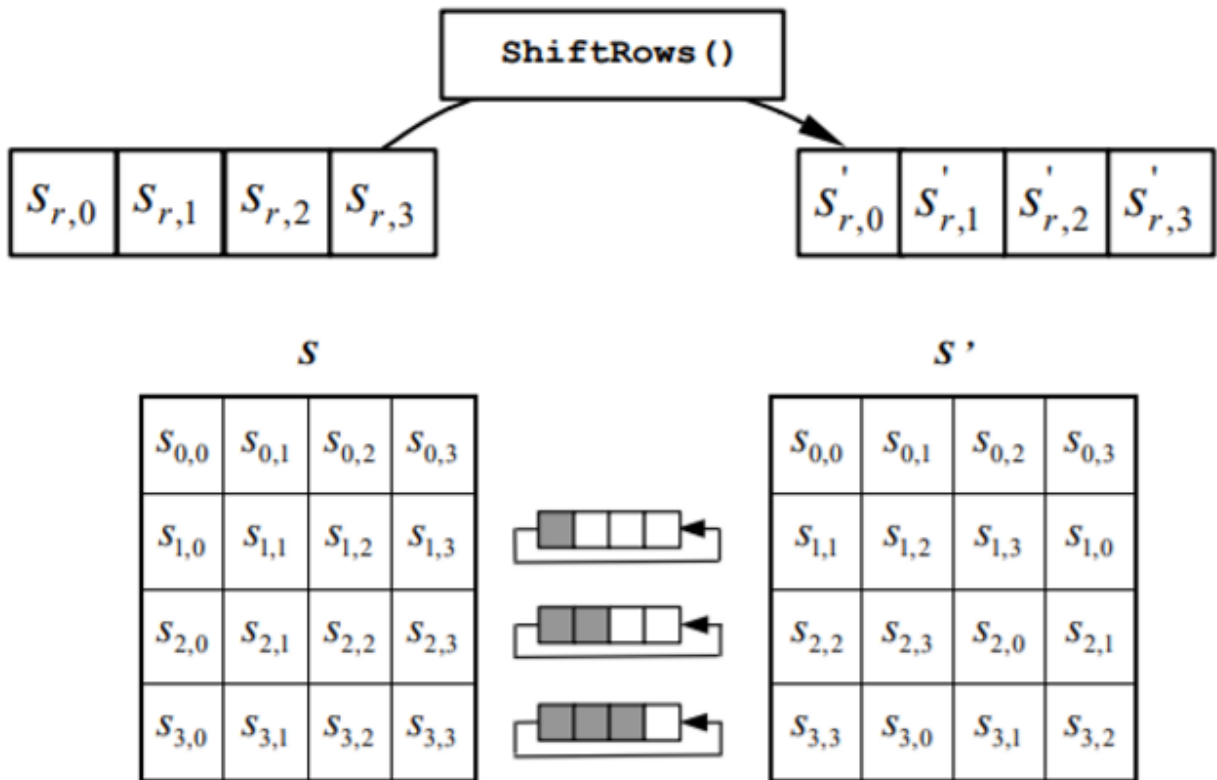 ShiftRows()
S_{r,0} S_{r,1} S_{r,2} S_{r,3} S'_{r,0} S'_{r,1} S'_{r,2} S'_{r,3}
S S'
S_{0,0} S_{0,1} S_{0,2} S_{0,3} S_{0,0} S_{0,1} S_{0,2} S_{0,3}
S_{1,0} S_{1,1} S_{1,2} S_{1,3} S_{1,1} S_{1,2} S_{1,3} S_{1,0}
S_{2,0} S_{2,1} S_{2,2} S_{2,3} S_{2,2} S_{2,3} S_{2,0} S_{2,1}
S_{3,0} S_{3,1} S_{3,2} S_{3,3} S_{3,3} S_{3,0} S_{3,1} S_{3,2}